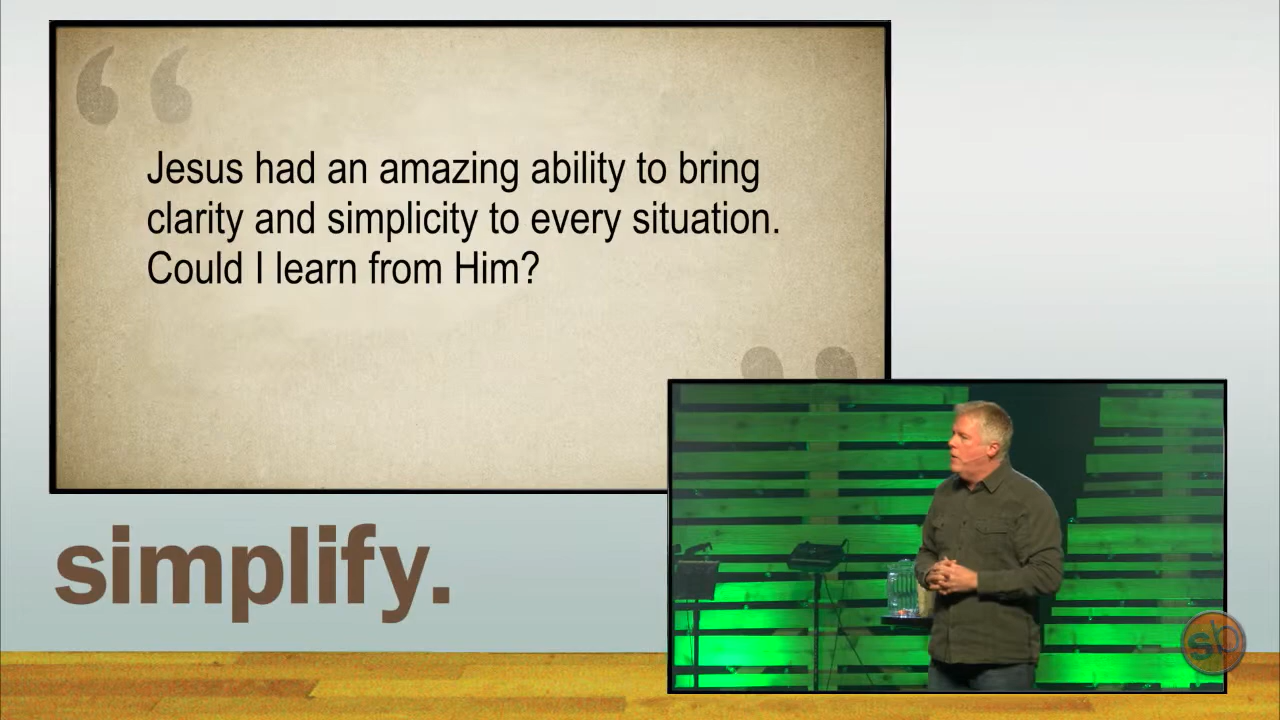 Jesus had an amazing ability to bring
clarity and simplicity to every situation.
Could I learn from Him?
simplify.
sb